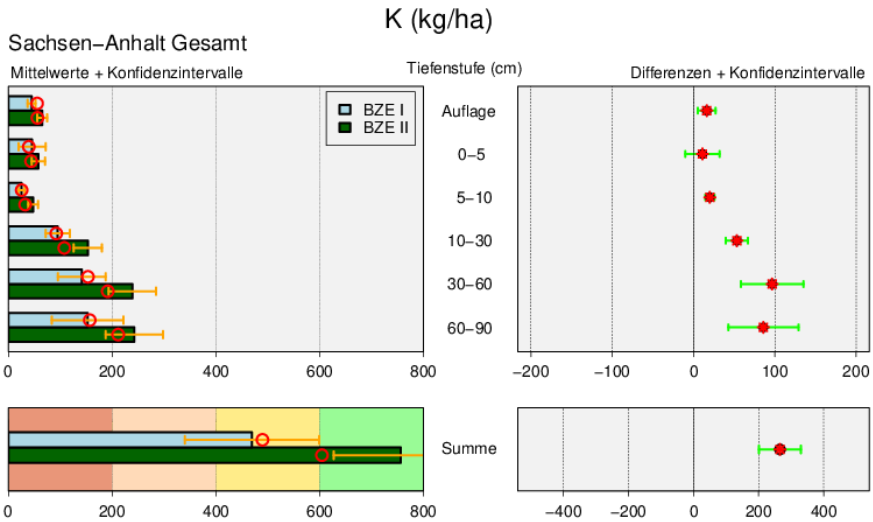 K (kg/ha)
Sachsen−Anhalt Gesamt
Mittelwerte + Konfidenzintervalle
Tiefenstufe (cm)
Differenzen + Konfidenzintervalle
BZE I
BZE II
Auflage
0−5
5−10
10−30
30−60
60−90
0 200 400 600 800
−200 −100 0 100 200
Summe
0 200 400 600 800
−400 −200 0 200 400